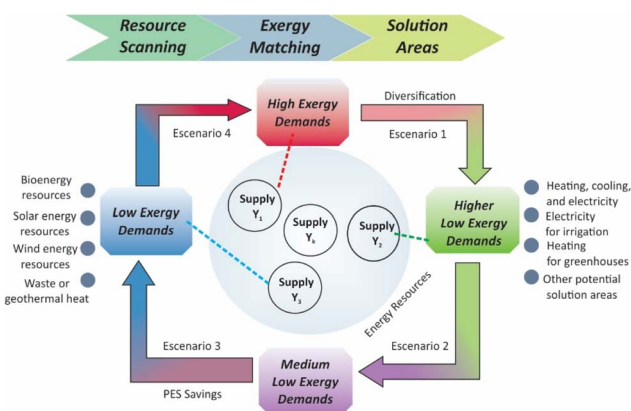 Resource
Scanning
Exergy
Matching
Solution
Areas
High Exergy
Demands
Diversification
Escenario 4
Escenario 1
Bioenergy
resources
Solar energy
resources
Wind energy
resources
Waste or
geothermal heat
Low Exergy
Demands
Supply
Y1
Supply
Yk
Supply
Y2
Supply
Y3
Higher
Low Exergy
Demands
Heating, cooling,
and electricity
Electricity
for irrigation
Heating
for greenhouses
Other potential
solution areas
Energy Resources
Escenario 3
Escenario 2
PES Savings
Medium
Low Exergy
Demands